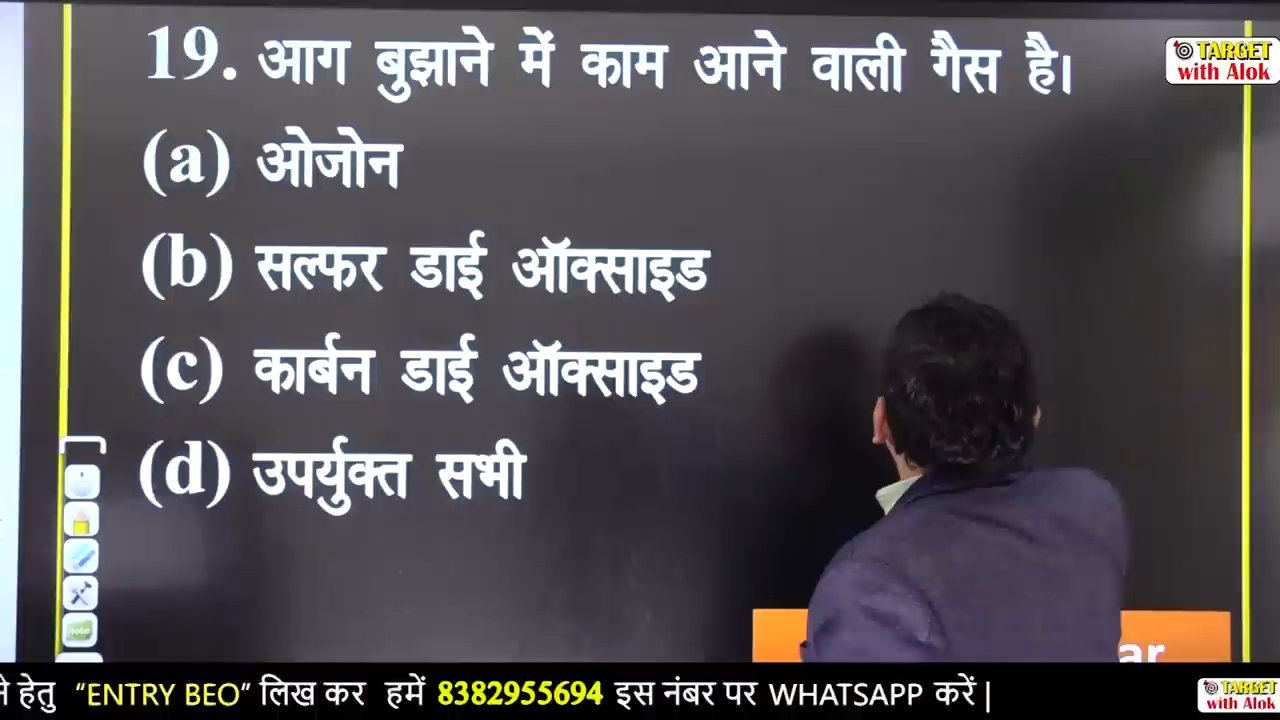 19. आग बुझाने में काम आने वाली गैस है।
TARGET
with Alok
(a) ओजोन
(b) सल्फर डाई ऑक्साइड
(c) कार्बन डाई ऑक्साइड
(d) उपर्युक्त सभी
ar
हेतु “ENTRY BEO” लिख कर हमें 8382955694 इस नंबर पर WHATSAPP करें |
TARGET
with Alok